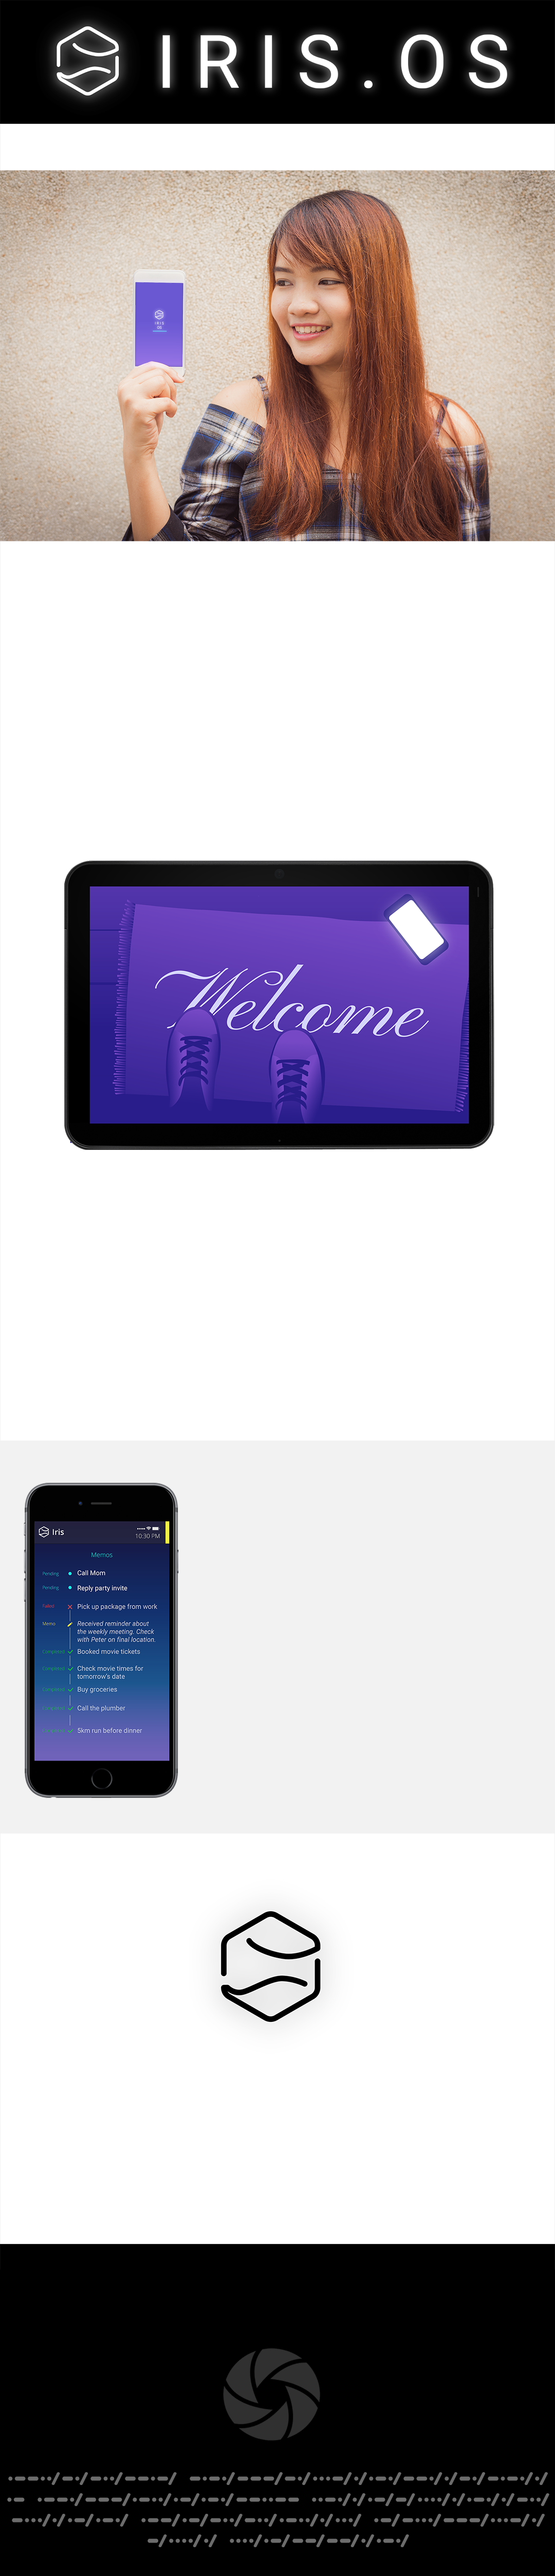 IRIS.OS
IRIS
OS
Welcome
Iris
10:30 PM
Memos
Pending
Call Mom
Pending
Reply party invite
Failed
Pick up package from work
Memo
Received reminder about
the weekly meeting. Check
with Peter on final location.
Completed
Booked movie tickets
Completed
Check movie times for
tomorrow's date
Completed
Buy groceries
Completed
Call the plumber
Completed
5km run before dinner